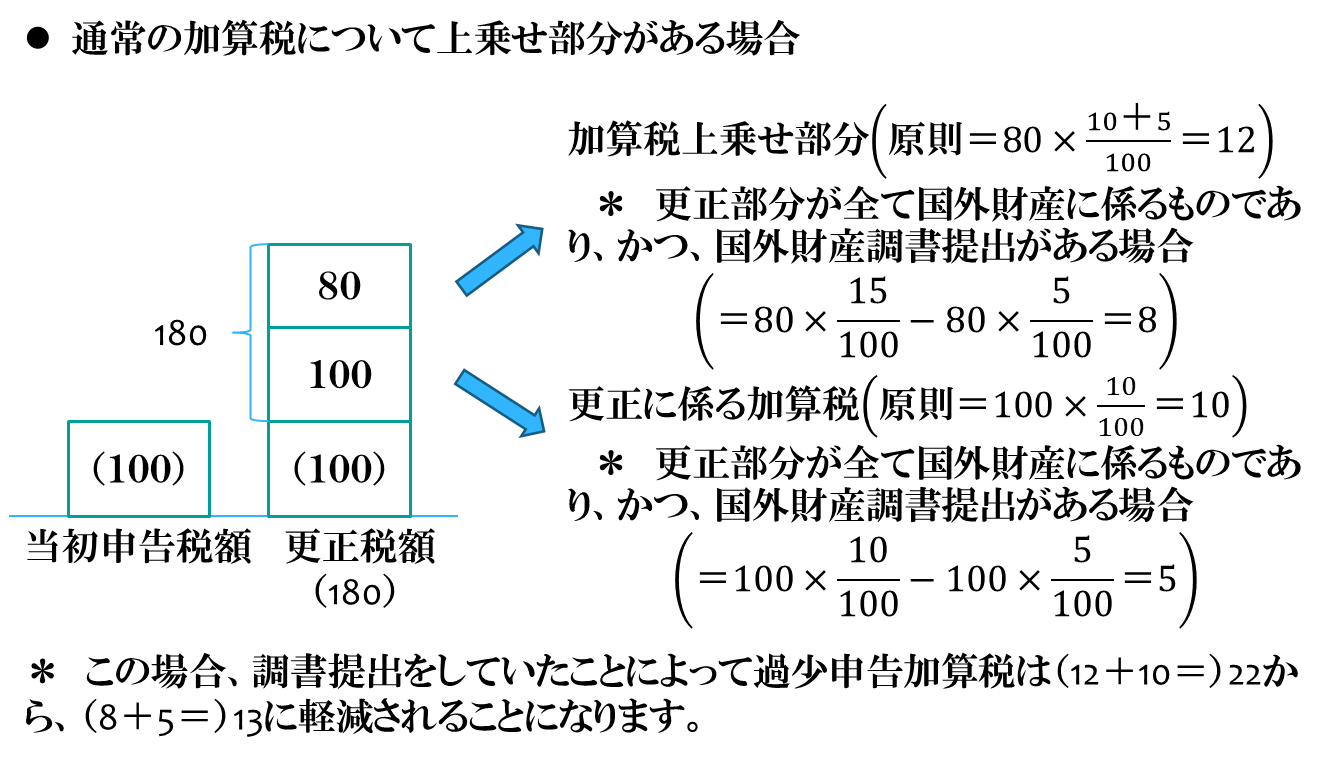 ● 通常の加算税について上乗せ部分がある場合
加算税上乗せ部分(原則＝80 × (10＋5)/100 ＝12)
＊ 更正部分が全て国外財産に係るものであ
り、かつ、国外財産調書提出がある場合
(＝80 × 15/100 − 80 × 5/100 ＝8)
更正に係る加算税(原則＝100 × 10/100 ＝10)
＊ 更正部分が全て国外財産に係るものであ
り、かつ、国外財産調書提出がある場合
(＝100 × 10/100 − 100 × 5/100 ＝5)
80
180
100
(100)
(100)
当初申告税額
更正税額
(180)
＊ この場合、調書提出をしていたことによって過少申告加算税は(12＋10＝)22か
ら、(8＋5＝)13に軽減されることになります。